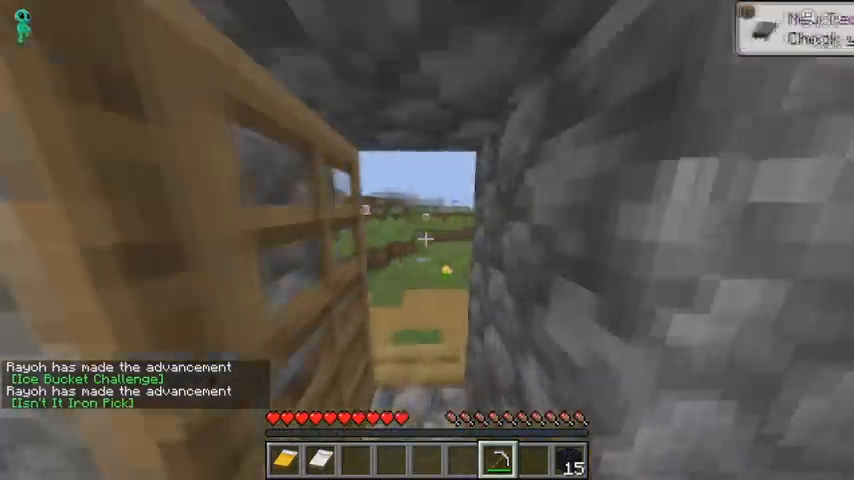 Rayoh has made the advancement
[Ice Bucket Challenge]
Rayoh has made the advancement
[Isn't It Iron Pick]
15